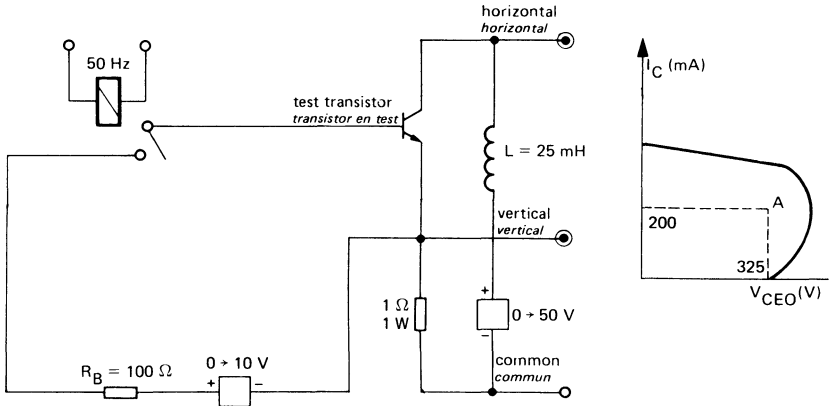 horizontal
horizontal
50 Hz
test transistor
transistor en test
L = 25 mH
vertical
vertical
1 Ω
1 W
+
0 → 50 V
−
common
commun
R_B = 100 Ω
0 → 10 V
+
−
I_C (mA)
A
200
325
V_CEO (V)